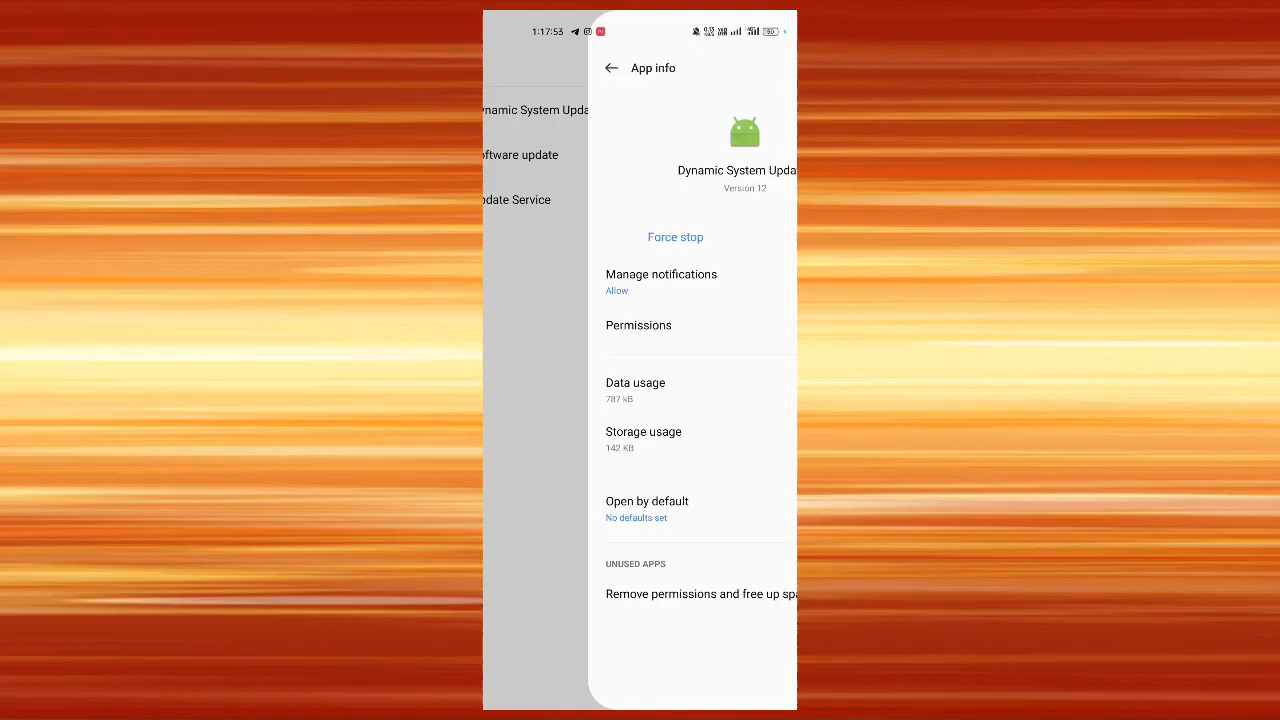 1:17:53
App info
ynamic System Upda
oftware update
pdate Service
Dynamic System Upda
Version 12
Force stop
Manage notifications
Allow
Permissions
Data usage
787 kB
Storage usage
142 KB
Open by default
No defaults set
UNUSED APPS
Remove permissions and free up spa